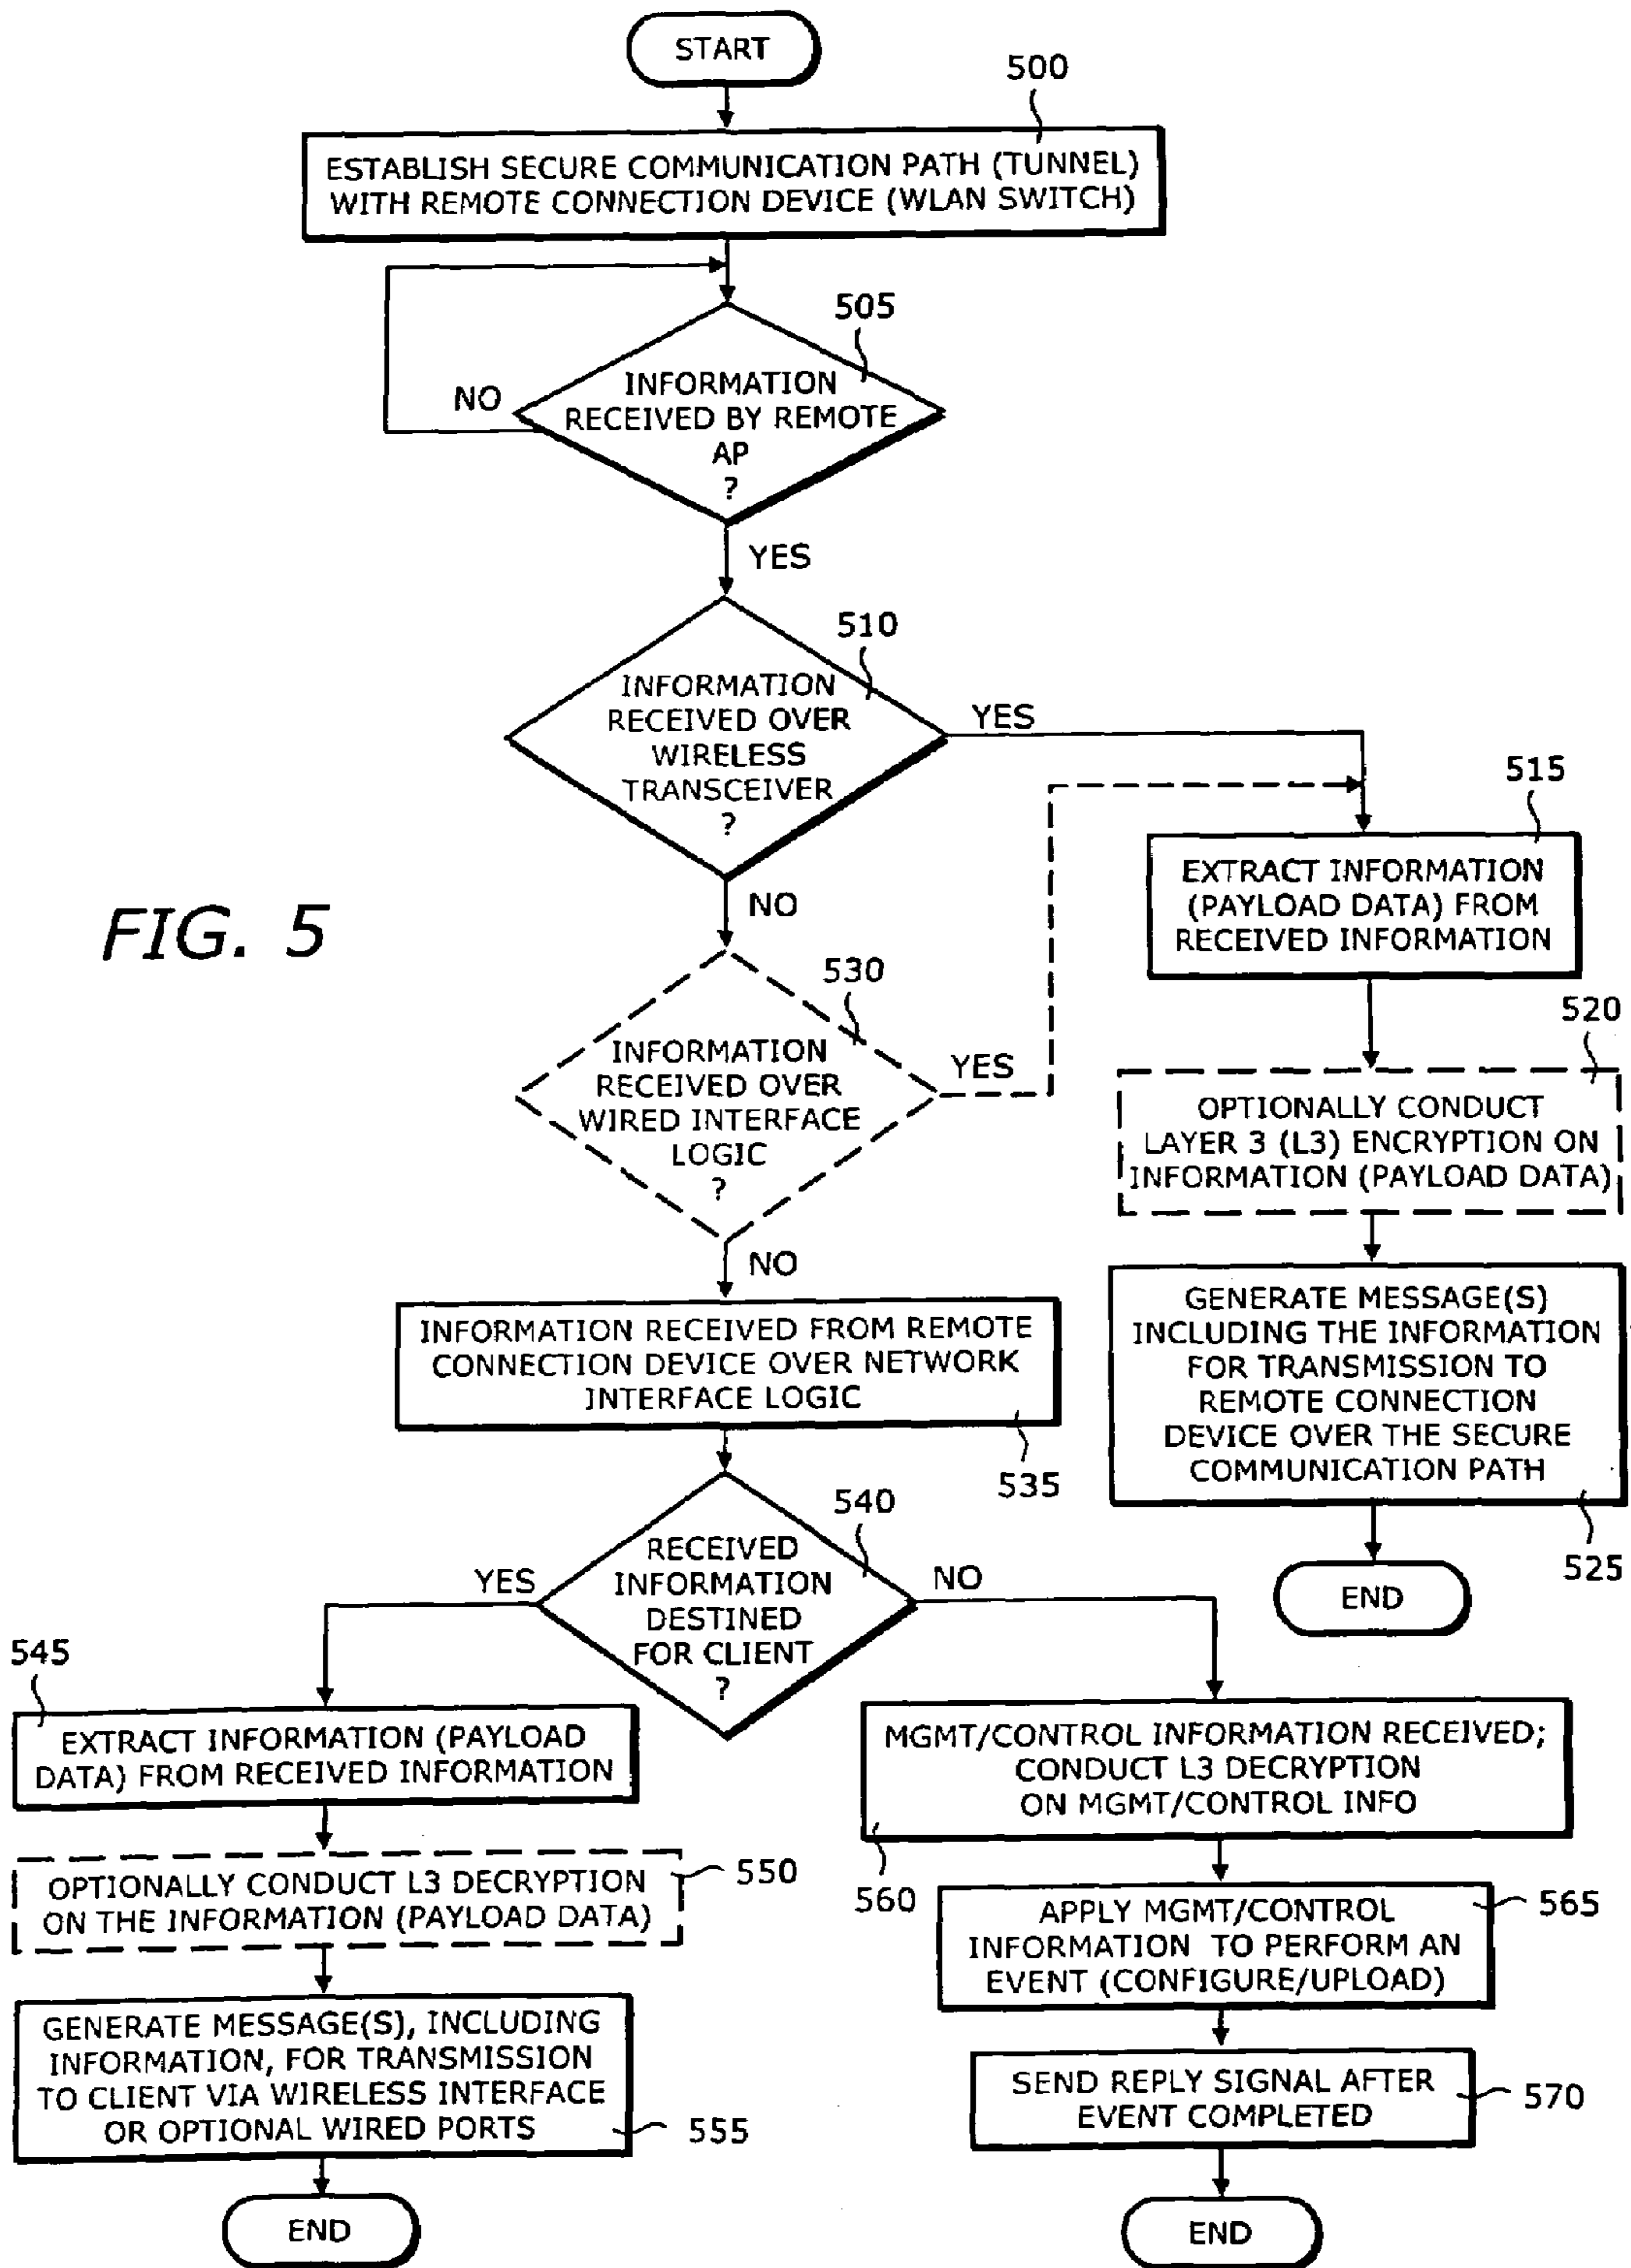 START
500
ESTABLISH SECURE COMMUNICATION PATH (TUNNEL)
WITH REMOTE CONNECTION DEVICE (WLAN SWITCH)
505
INFORMATION
RECEIVED BY REMOTE
AP
?
NO
YES
510
INFORMATION
RECEIVED OVER
WIRELESS
TRANSCEIVER
?
YES
NO
515
EXTRACT INFORMATION
(PAYLOAD DATA) FROM
RECEIVED INFORMATION
FIG. 5
530
INFORMATION
RECEIVED OVER
WIRED INTERFACE
LOGIC
?
YES
NO
520
OPTIONALLY CONDUCT
LAYER 3 (L3) ENCRYPTION ON
INFORMATION (PAYLOAD DATA)
GENERATE MESSAGE(S)
INCLUDING THE INFORMATION
FOR TRANSMISSION TO
REMOTE CONNECTION
DEVICE OVER THE SECURE
COMMUNICATION PATH
525
END
INFORMATION RECEIVED FROM REMOTE
CONNECTION DEVICE OVER NETWORK
INTERFACE LOGIC
535
540
RECEIVED
INFORMATION
DESTINED
FOR CLIENT
?
YES
NO
545
EXTRACT INFORMATION (PAYLOAD
DATA) FROM RECEIVED INFORMATION
OPTIONALLY CONDUCT L3 DECRYPTION
ON THE INFORMATION (PAYLOAD DATA)
550
GENERATE MESSAGE(S), INCLUDING
INFORMATION, FOR TRANSMISSION
TO CLIENT VIA WIRELESS INTERFACE
OR OPTIONAL WIRED PORTS
555
END
MGMT/CONTROL INFORMATION RECEIVED;
CONDUCT L3 DECRYPTION
ON MGMT/CONTROL INFO
560
APPLY MGMT/CONTROL
INFORMATION TO PERFORM AN
EVENT (CONFIGURE/UPLOAD)
565
SEND REPLY SIGNAL AFTER
EVENT COMPLETED
570
END